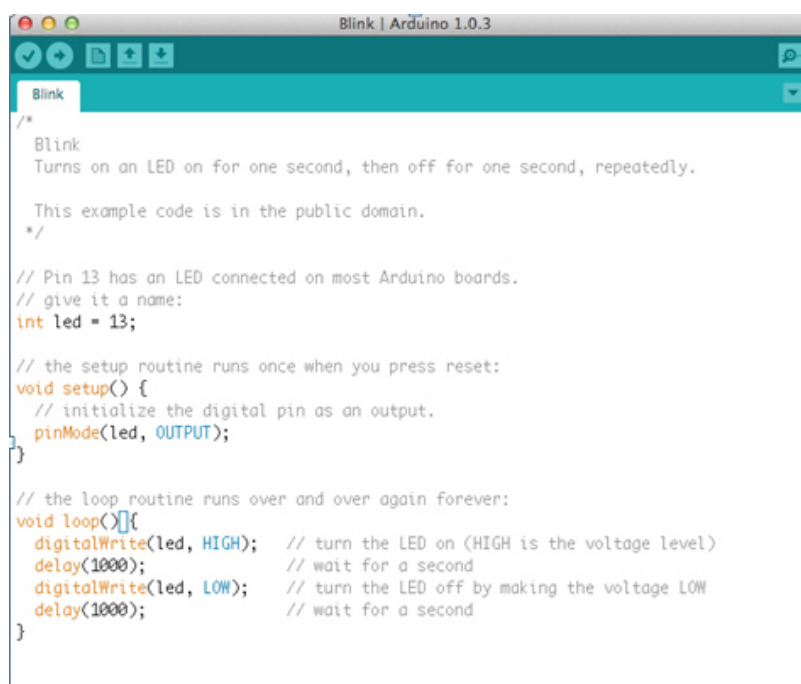 Blink | Arduino 1.0.3
Blink
/*
  Blink
  Turns on an LED on for one second, then off for one second, repeatedly.

  This example code is in the public domain.
 */

// Pin 13 has an LED connected on most Arduino boards.
// give it a name:
int led = 13;

// the setup routine runs once when you press reset:
void setup() {
  // initialize the digital pin as an output.
  pinMode(led, OUTPUT);
}

// the loop routine runs over and over again forever:
void loop() {
  digitalWrite(led, HIGH);   // turn the LED on (HIGH is the voltage level)
  delay(1000);               // wait for a second
  digitalWrite(led, LOW);    // turn the LED off by making the voltage LOW
  delay(1000);               // wait for a second
}